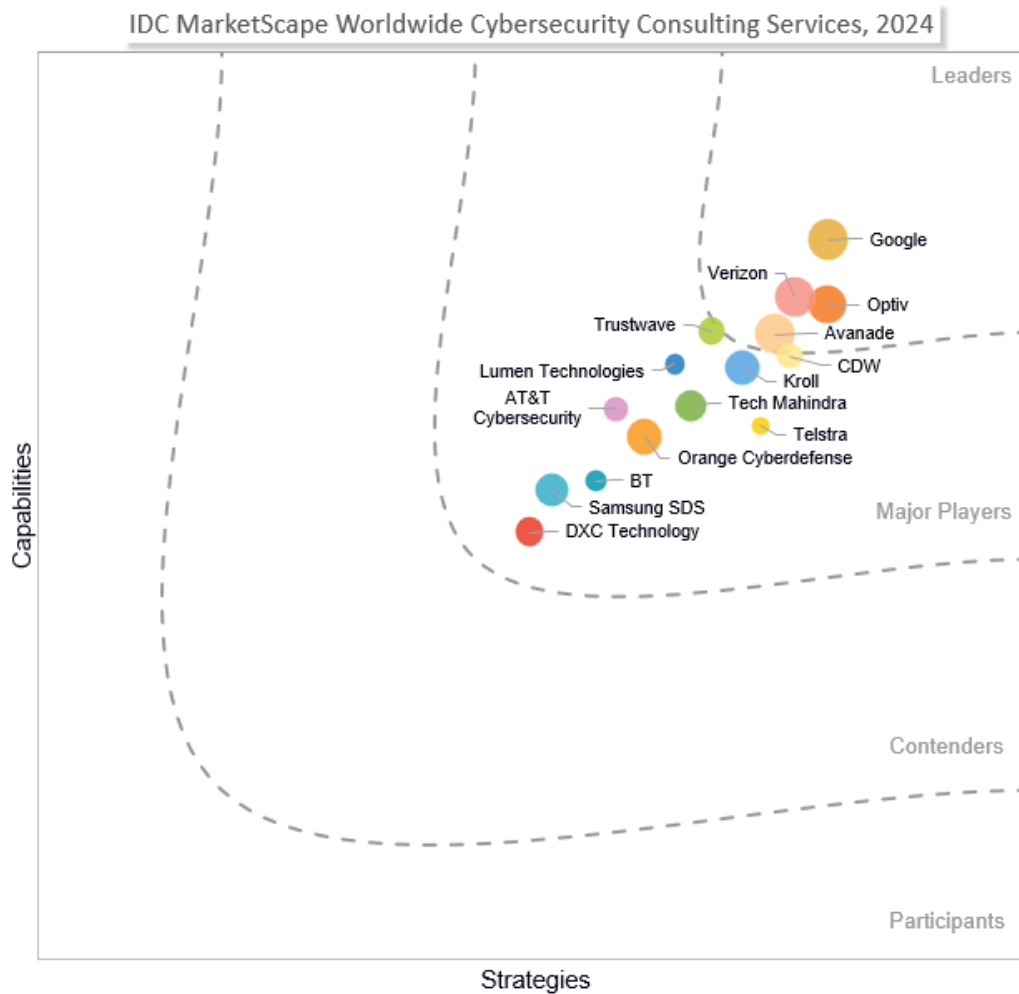 IDC MarketScape Worldwide Cybersecurity Consulting Services, 2024
Leaders
Google
Verizon
Optiv
Trustwave
Avanade
CDW
Lumen Technologies
Kroll
AT&T
Cybersecurity
Tech Mahindra
Telstra
Orange Cyberdefense
BT
Samsung SDS
Major Players
DXC Technology
Capabilities
Contenders
Participants
Strategies